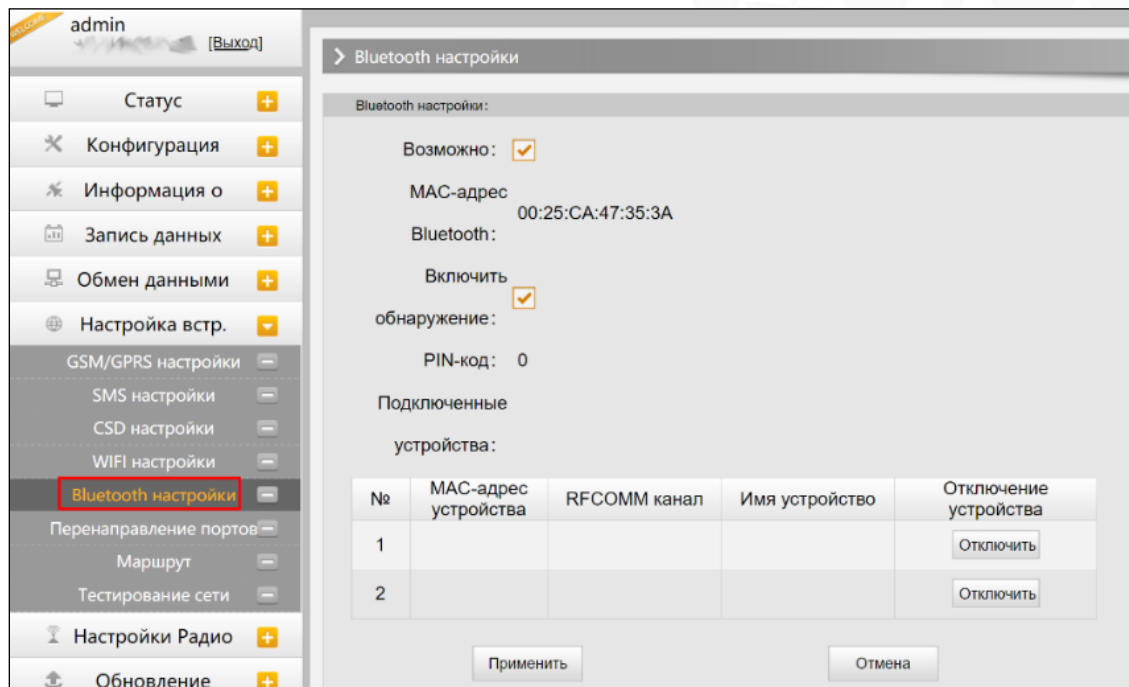 WELCOME
admin
[Выход]
Статус
Конфигурация
Информация о
Запись данных
Обмен данными
Настройка встр.
GSM/GPRS настройки
SMS настройки
CSD настройки
WIFI настройки
Bluetooth настройки
Перенаправление портов
Маршрут
Тестирование сети
Настройки Радио
Обновление
Bluetooth настройки
Bluetooth настройки:
Возможно:
MAC-адрес
Bluetooth:
00:25:CA:47:35:3A
Включить
обнаружение:
PIN-код: 0
Подключенные
устройства:
№ MAC-адрес устройства RFCOMM канал Имя устройство Отключение устройства
1 Отключить
2 Отключить
Применить Отмена